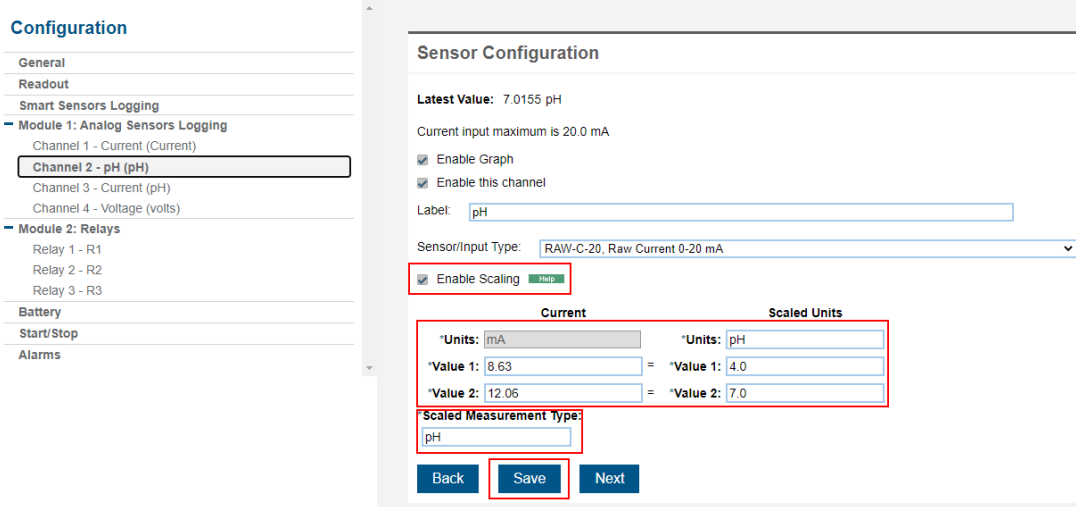 Configuration
General
Readout
Smart Sensors Logging
Module 1: Analog Sensors Logging
Channel 1 - Current (Current)
Channel 2 - pH (pH)
Channel 3 - Current (pH)
Channel 4 - Voltage (volts)
Module 2: Relays
Relay 1 - R1
Relay 2 - R2
Relay 3 - R3
Battery
Start/Stop
Alarms
Sensor Configuration
Latest Value: 7.0155 pH
Current input maximum is 20.0 mA
Enable Graph
Enable this channel
Label: pH
Sensor/Input Type: RAW-C-20, Raw Current 0-20 mA
Enable Scaling Help
Current Scaled Units
*Units: mA *Units: pH
*Value 1: 8.63 = *Value 1: 4.0
*Value 2: 12.06 = *Value 2: 7.0
*Scaled Measurement Type:
pH
Back Save Next